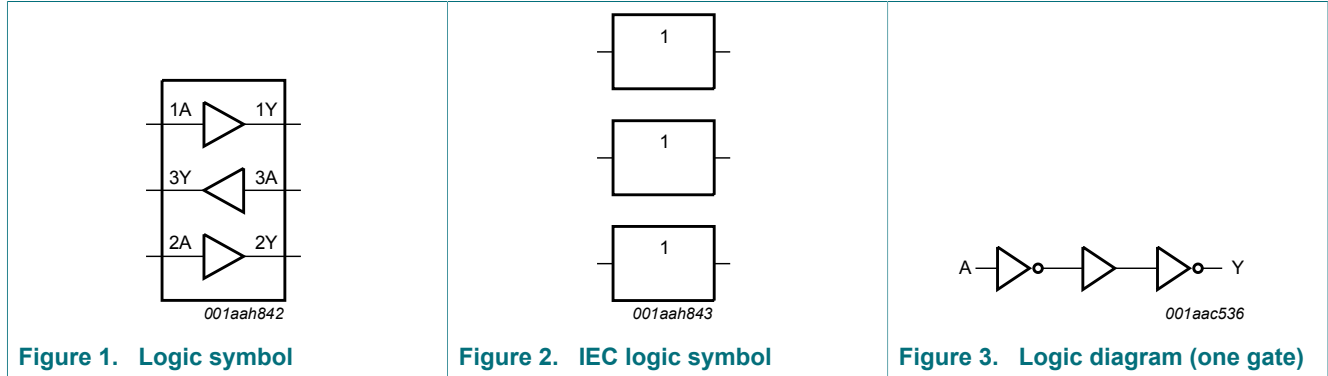 1A 1Y
3Y 3A
2A 2Y
001aah842
Figure 1. Logic symbol
1
1
1
001aah843
Figure 2. IEC logic symbol
A Y
001aac536
Figure 3. Logic diagram (one gate)